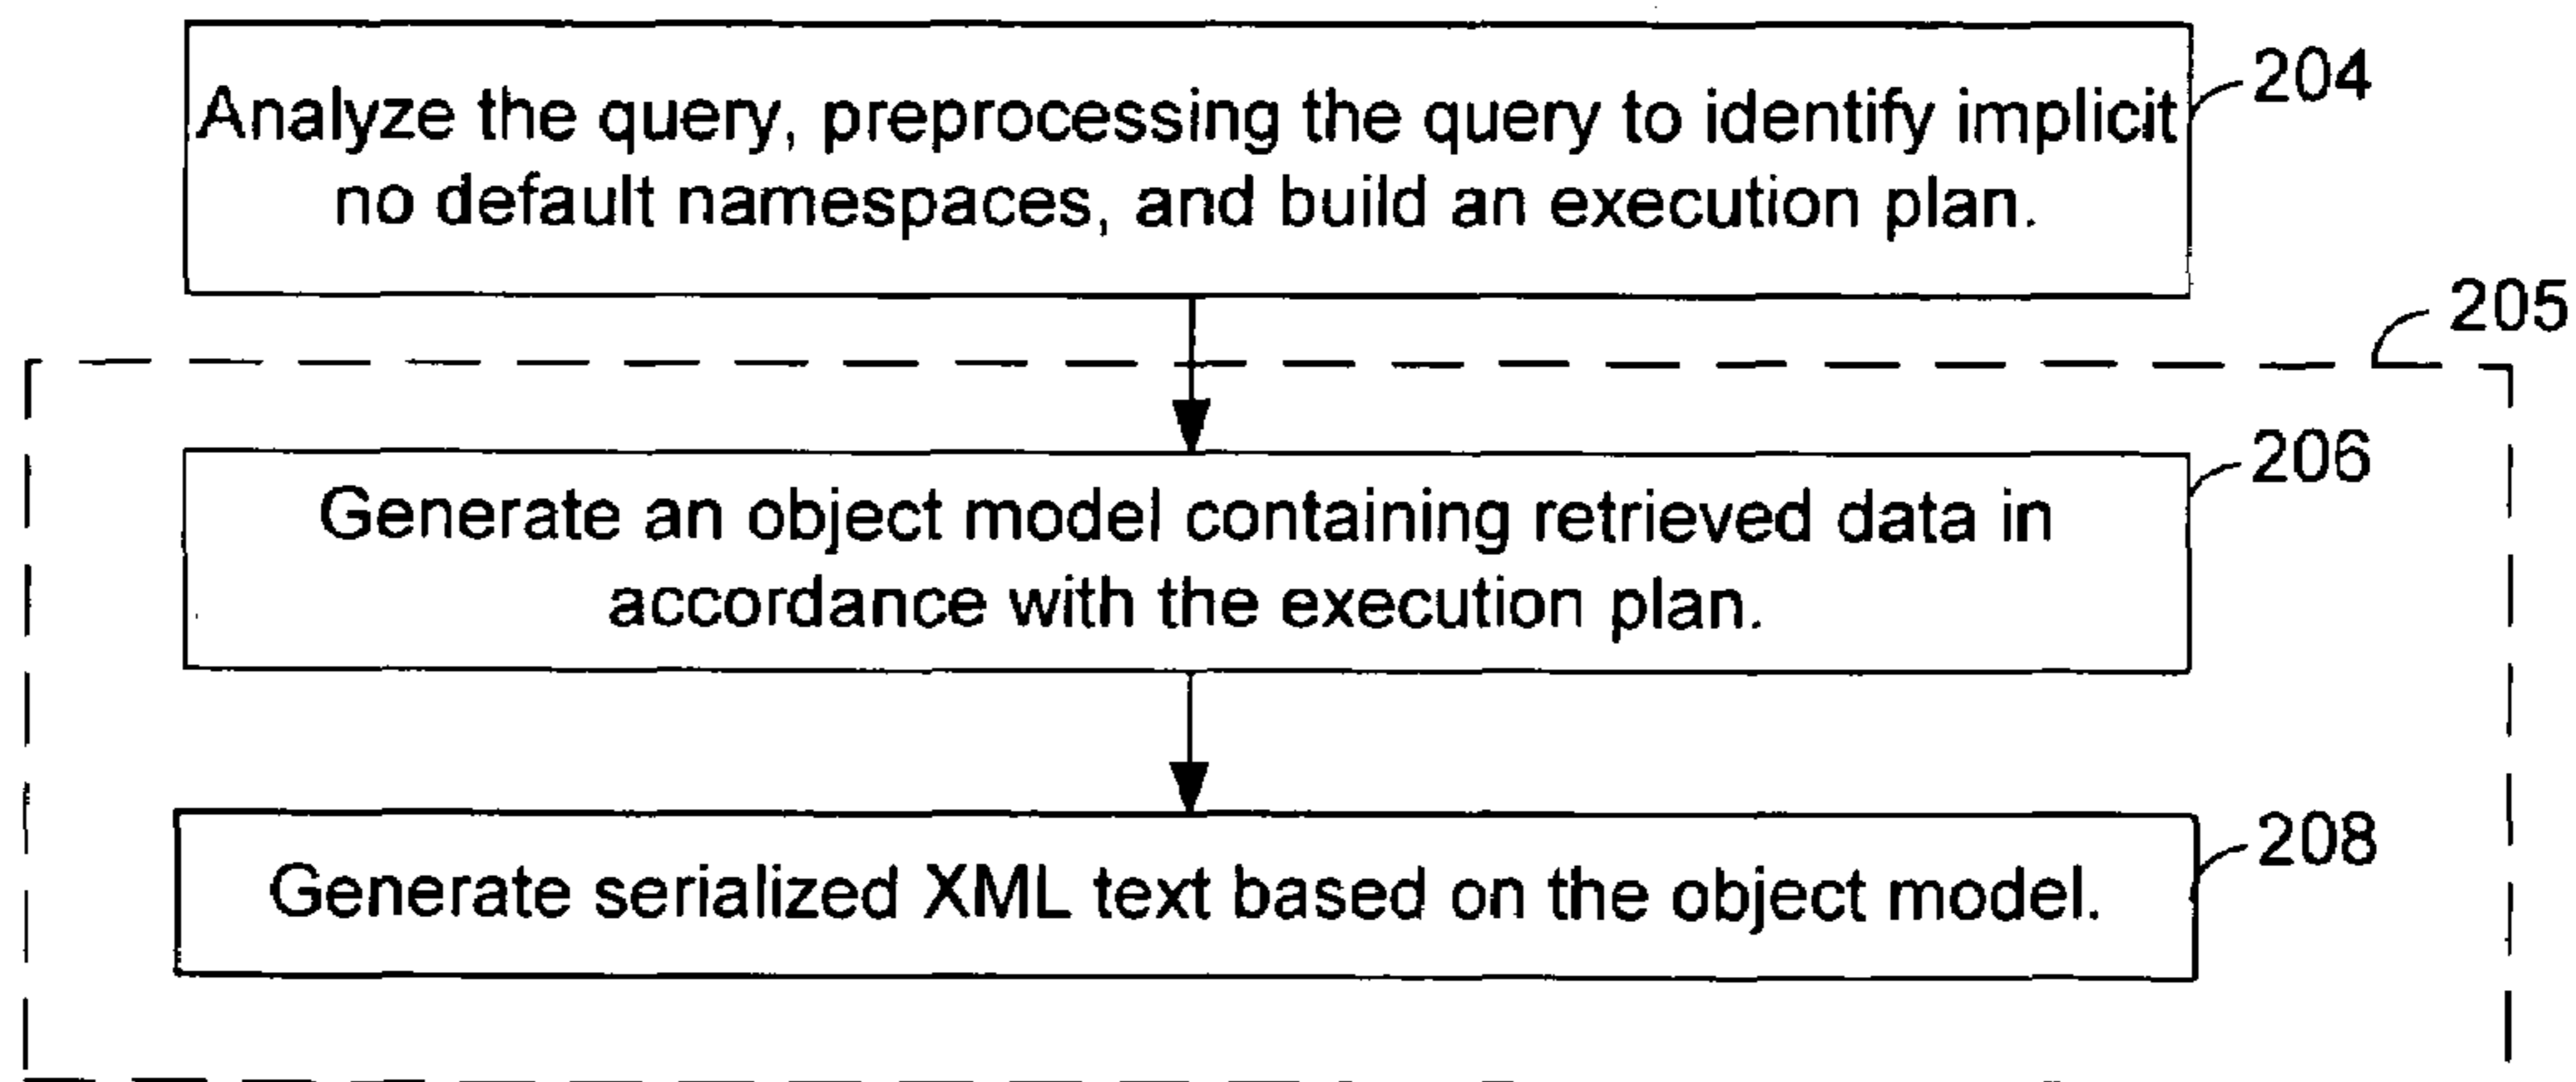 Analyze the query, preprocessing the query to identify implicit
no default namespaces, and build an execution plan.
204
205
Generate an object model containing retrieved data in
accordance with the execution plan.
206
Generate serialized XML text based on the object model.
208